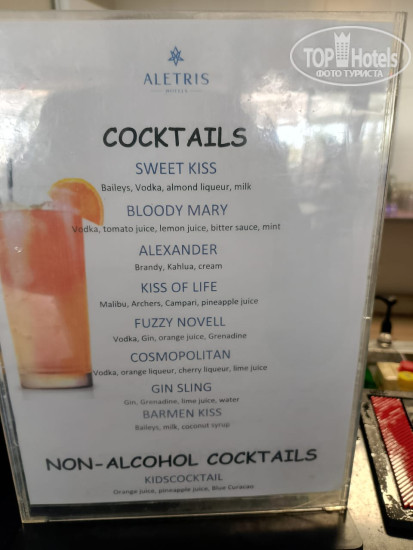 TOP Hotels
ФОТО ТУРИСТА
ALETRIS
COCKTAILS
SWEET KISS
Baileys, Vodka, almond liqueur, milk
BLOODY MARY
Vodka, tomato juice, lemon juice, bitter sauce, mint
ALEXANDER
Brandy, Kahlua, cream
KISS OF LIFE
Malibu, Archers, Campari, pineapple juice
FUZZY NOVELL
Vodka, Gin, orange juice, Grenadine
COSMOPOLITAN
Vodka, orange liqueur, cherry liqueur, lime juice
GIN SLING
Gin, Grenadine, lime juice, water
BARMEN KISS
Baileys, milk, coconut syrup
NON-ALCOHOL COCKTAILS
KIDSCOCKTAIL
Orange juice, pineapple juice, Blue Curacao